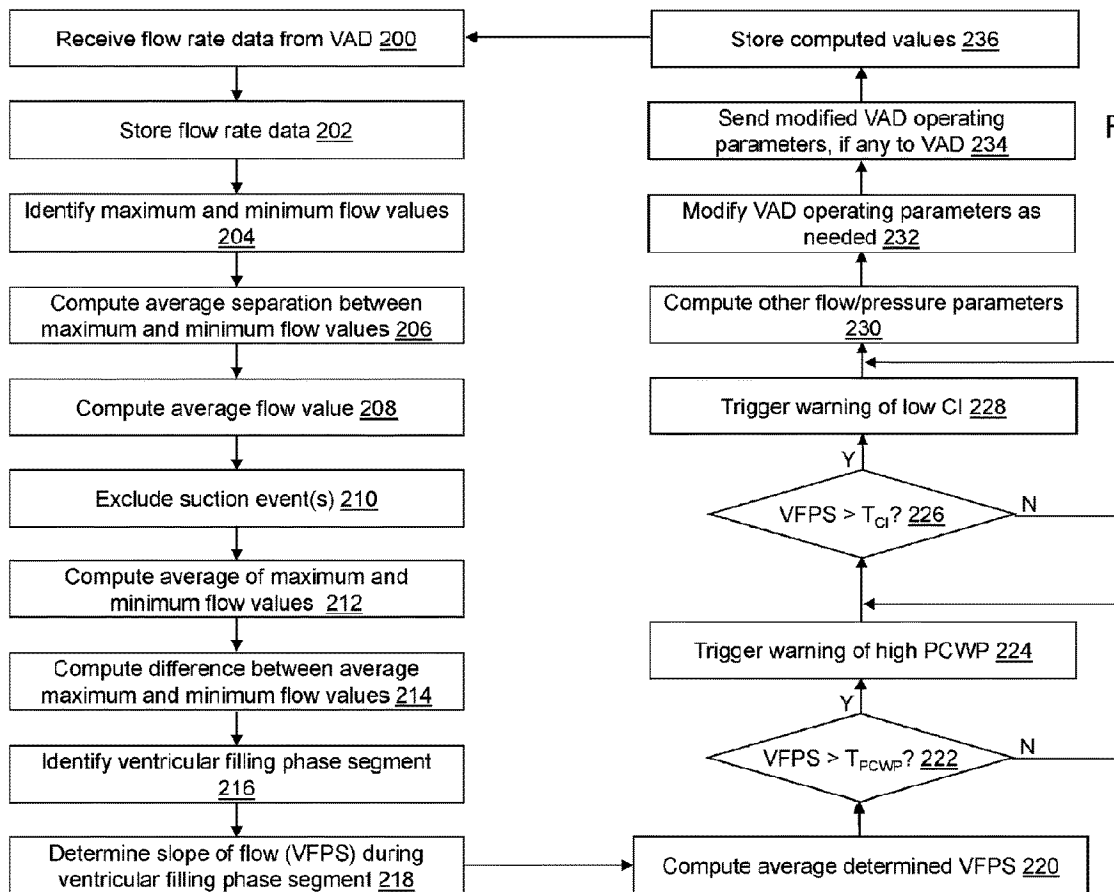 Receive flow rate data from VAD 200
Store flow rate data 202
Identify maximum and minimum flow values
204
Compute average separation between
maximum and minimum flow values 206
Compute average flow value 208
Exclude suction event(s) 210
Compute average of maximum and
minimum flow values 212
Compute difference between average
maximum and minimum flow values 214
Identify ventricular filling phase segment
216
Determine slope of flow (VFPS) during
ventricular filling phase segment 218
Compute average determined VFPS 220
VFPS > TPCWP? 222
N
Y
Trigger warning of high PCWP 224
VFPS > TCI? 226
N
Y
Trigger warning of low CI 228
Compute other flow/pressure parameters
230
Modify VAD operating parameters as
needed 232
Send modified VAD operating
parameters, if any to VAD 234
Store computed values 236